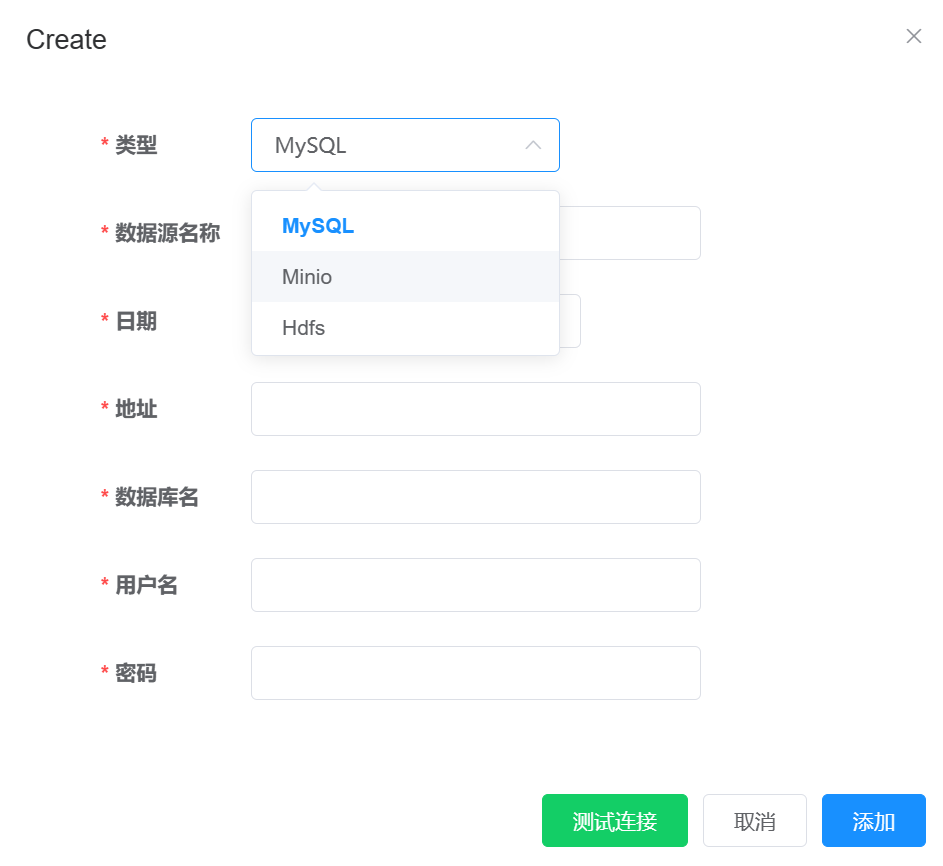 Create
* 类型
MySQL
* 数据源名称
MySQL
Minio
Hdfs
* 日期
* 地址
* 数据库名
* 用户名
* 密码
测试连接
取消
添加